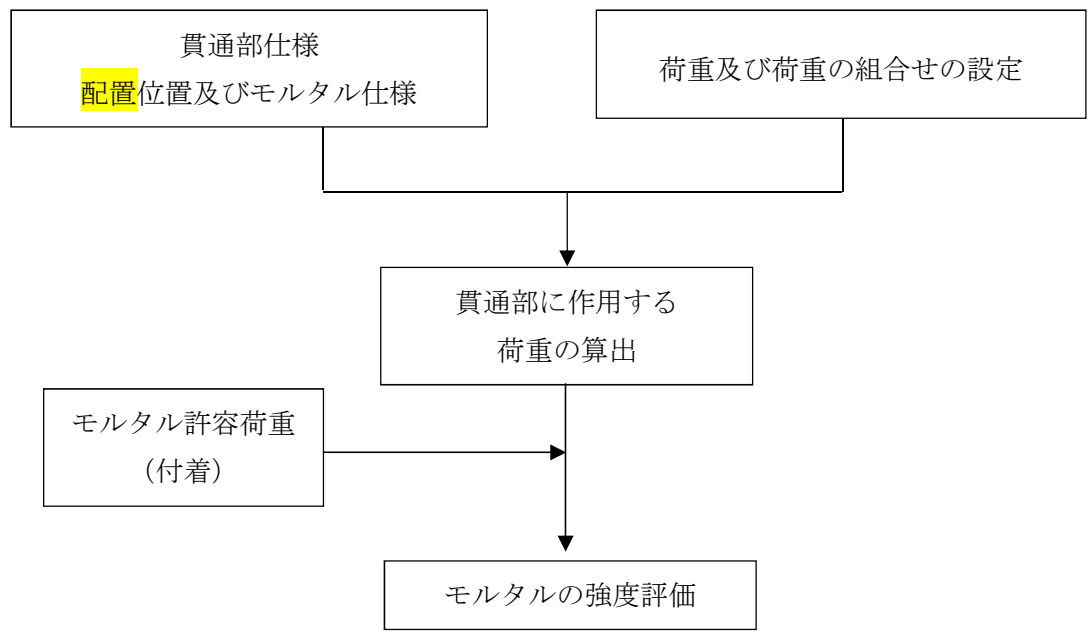 貫通部仕様
配置位置及びモルタル仕様
荷重及び荷重の組合せの設定
貫通部に作用する
荷重の算出
モルタル許容荷重
（付着）
モルタルの強度評価